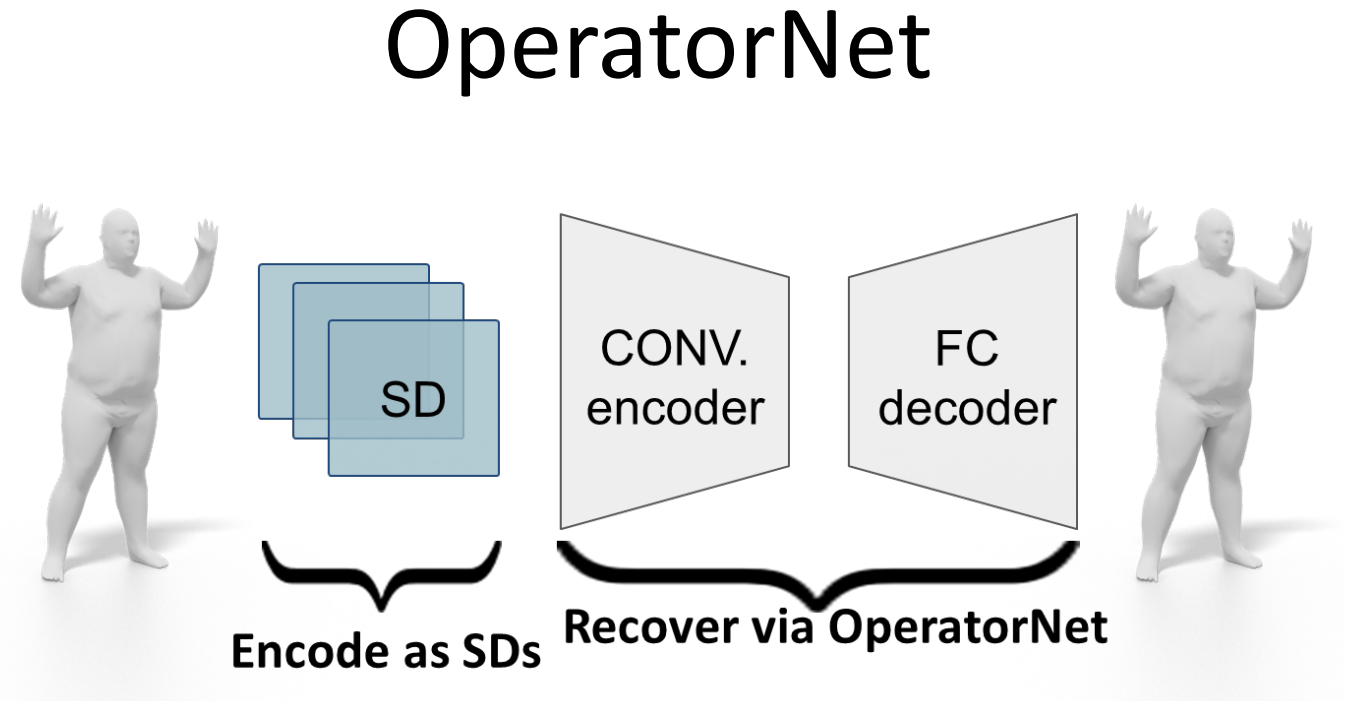 OperatorNet
SD
CONV.
encoder
FC
decoder
Encode as SDs
Recover via OperatorNet